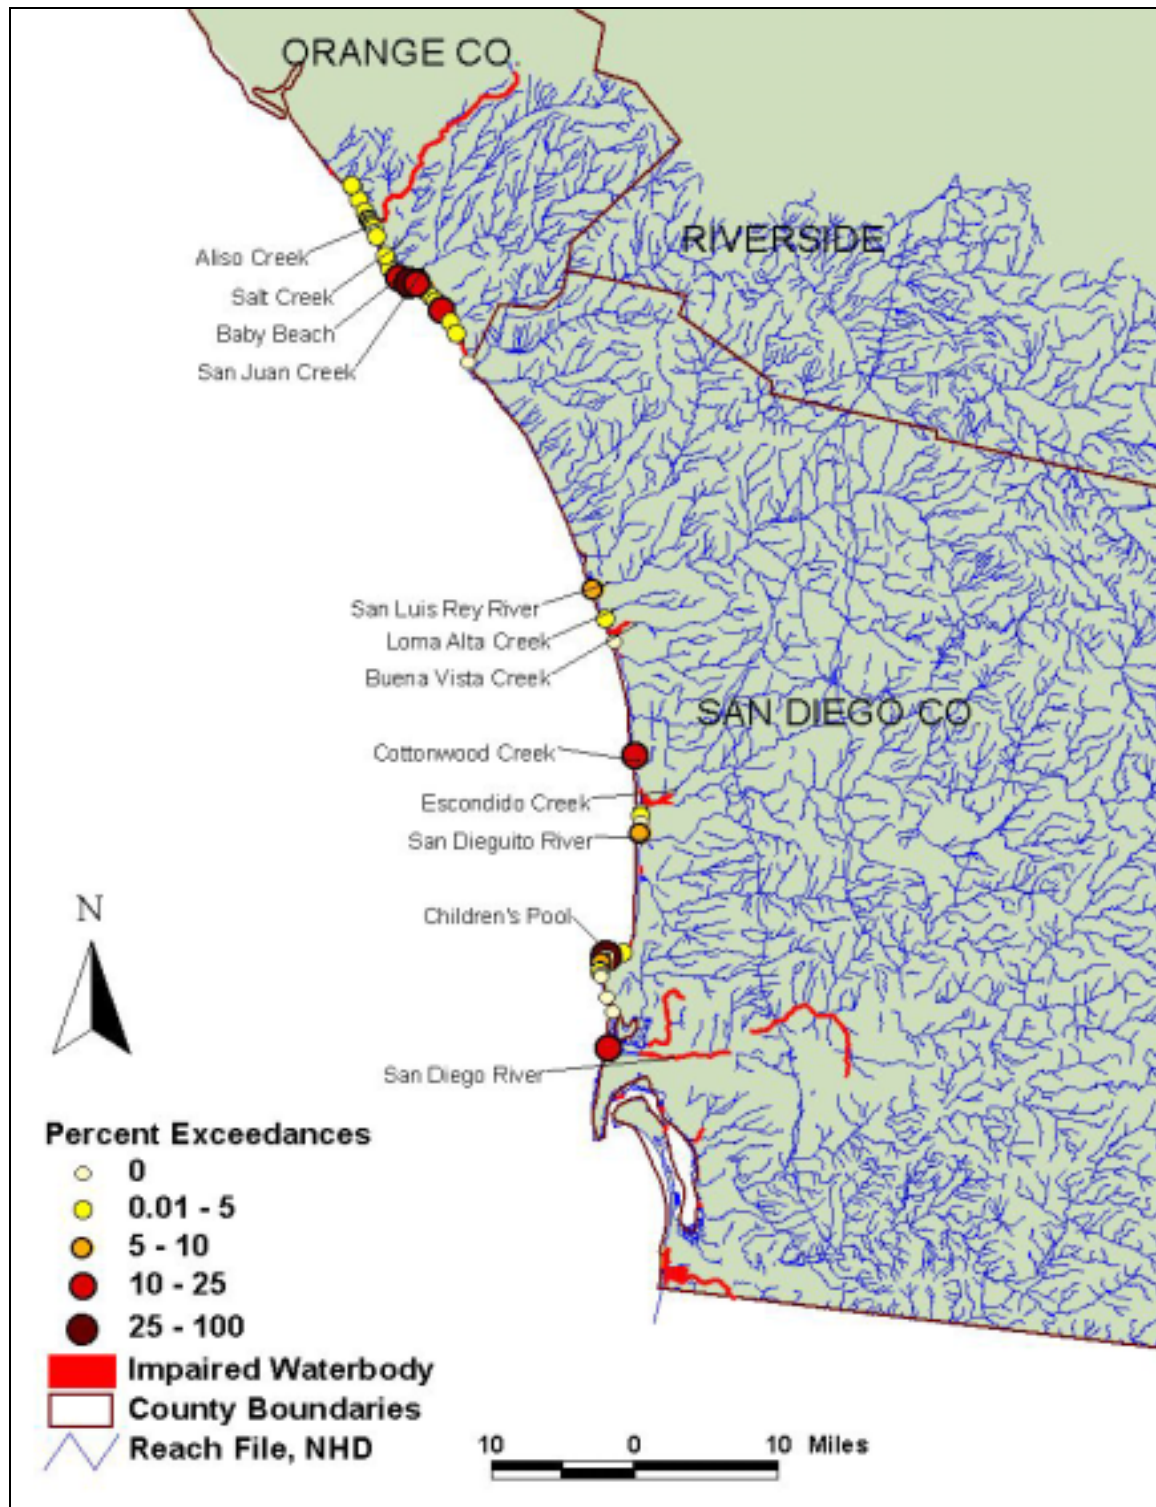 ORANGE CO.
RIVERSIDE
Aliso Creek
Salt Creek
Baby Beach
San Juan Creek
San Luis Rey River
Loma Alta Creek
Buena Vista Creek
SAN DIEGO CO
Cottonwood Creek
Escondido Creek
San Dieguito River
Children's Pool
N
San Diego River
Percent Exceedances
0
0.01 - 5
5 - 10
10 - 25
25 - 100
Impaired Waterbody
County Boundaries
Reach File, NHD
10 0 10 Miles